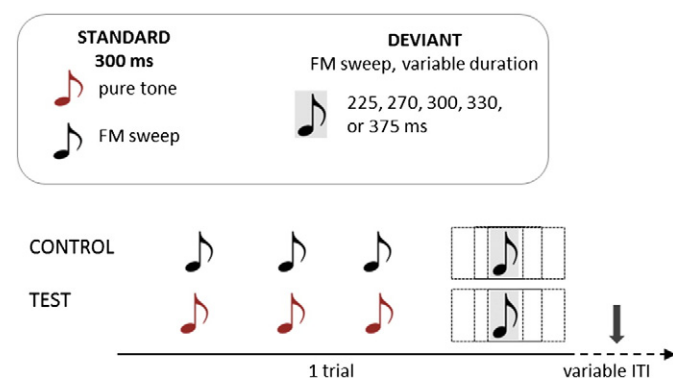 STANDARD
300 ms
pure tone
FM sweep
DEVIANT
FM sweep, variable duration
225, 270, 300, 330,
or 375 ms
CONTROL
TEST
1 trial
variable ITI